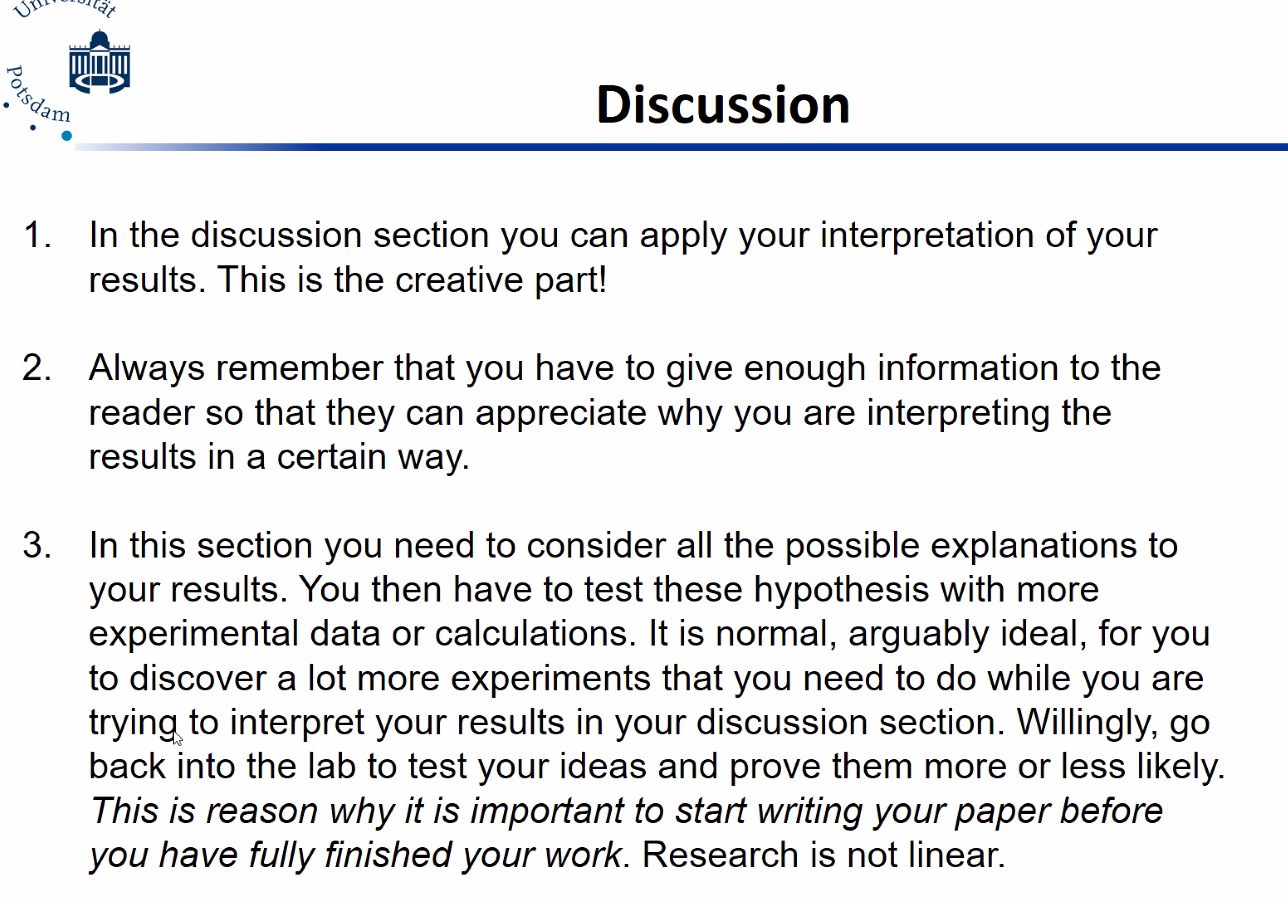 Universität
Potsdam
Discussion
1. In the discussion section you can apply your interpretation of your
results. This is the creative part!
2. Always remember that you have to give enough information to the
reader so that they can appreciate why you are interpreting the
results in a certain way.
3. In this section you need to consider all the possible explanations to
your results. You then have to test these hypothesis with more
experimental data or calculations. It is normal, arguably ideal, for you
to discover a lot more experiments that you need to do while you are
trying to interpret your results in your discussion section. Willingly, go
back into the lab to test your ideas and prove them more or less likely.
This is reason why it is important to start writing your paper before
you have fully finished your work. Research is not linear.